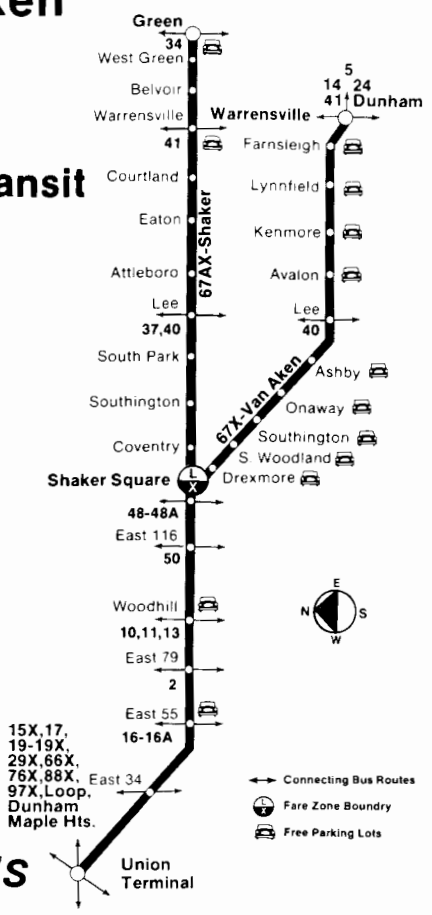 Green
34
West Green
Belvoir
Warrensville
41
Courtland
Eaton
Attleboro
67AX-Shaker
Lee
37,40
South Park
Southington
Coventry
ansit
5
14 24
41 Dunham
Warrensville
Farnsleigh
Lynnfield
Kenmore
Avalon
Lee
40
67X-Van Aken
Ashby
Onaway
Southington
S. Woodland
Drexmore
Shaker Square
L
X
48-48A
East 116
50
Woodhill
10,11,13
East 79
2
East 55
16-16A
E
N S
W
15X,17,
19-19X,
29X,66X,
76X,88X,
97X,Loop,
Dunham
Maple Hts.
East 34
Union
Terminal
Connecting Bus Routes
L
X
Fare Zone Boundry
Free Parking Lots